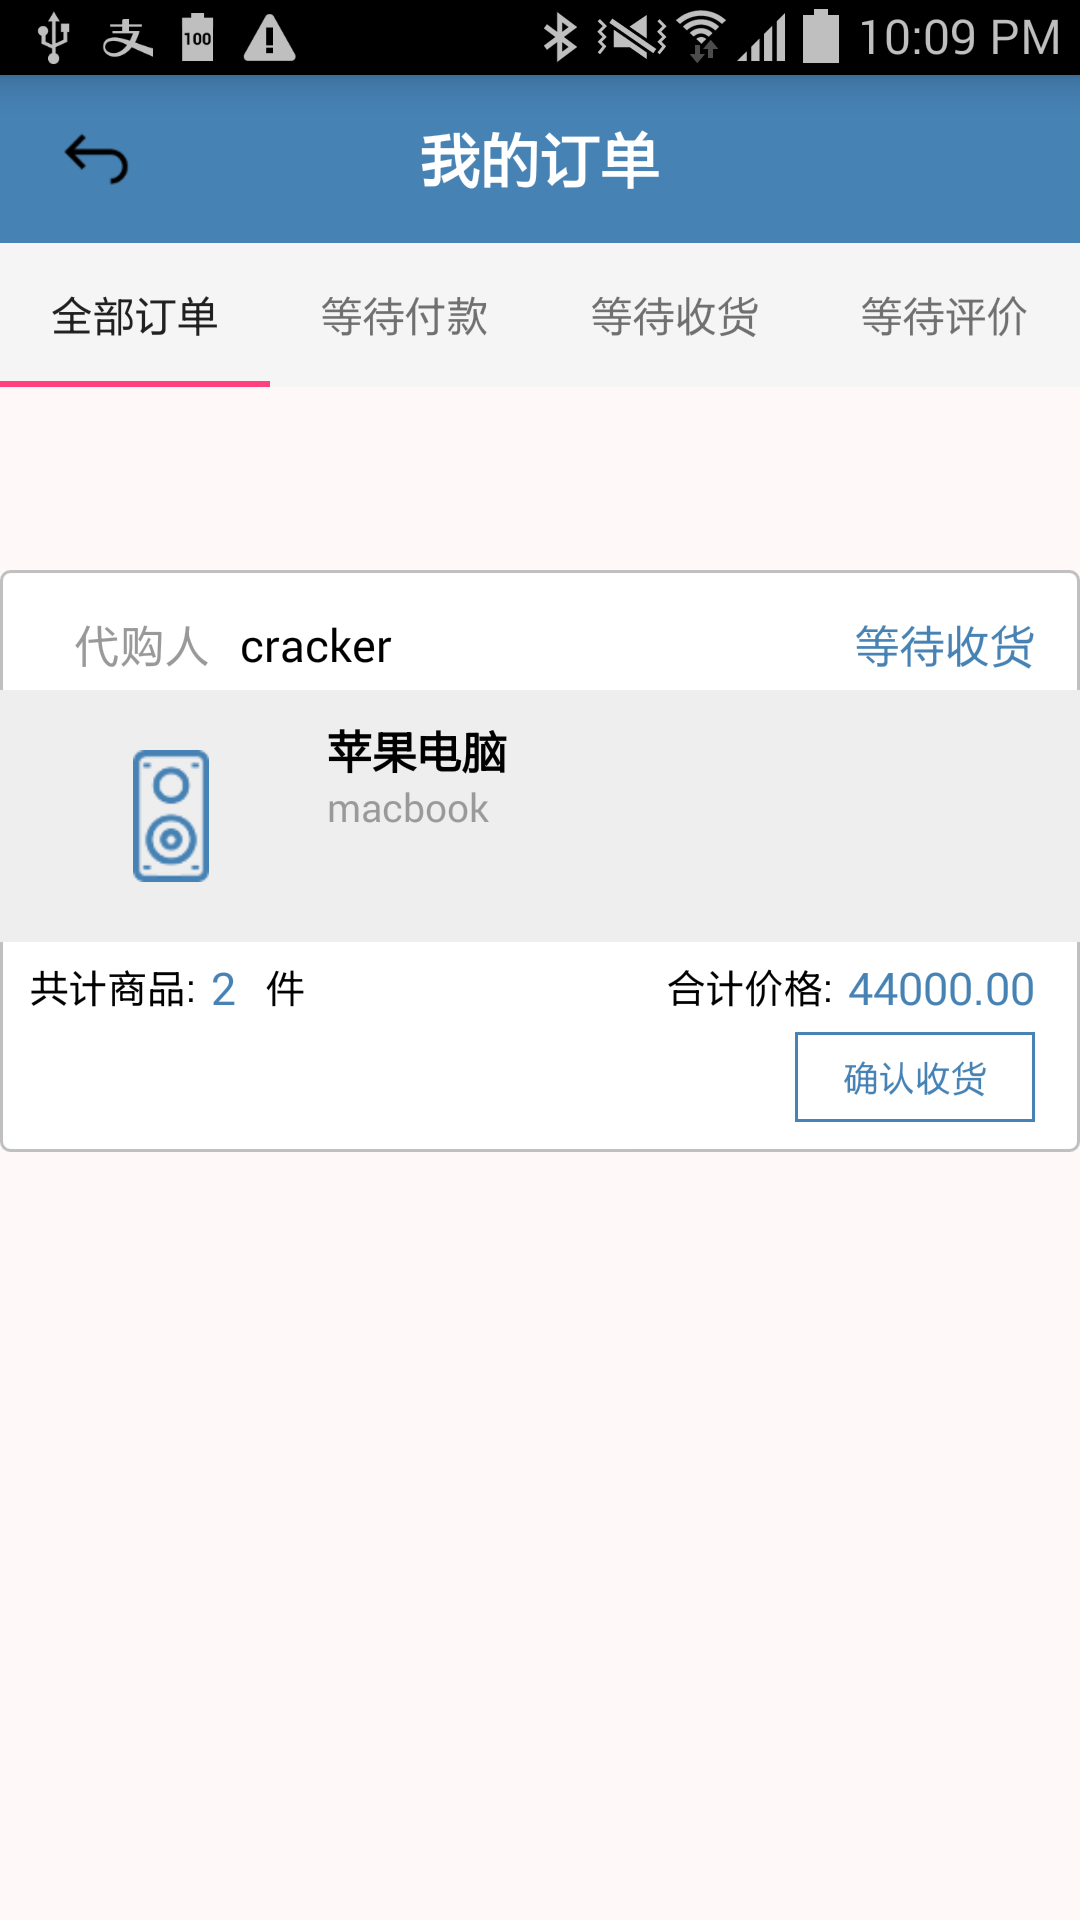 支 100 10:09 PM
我的订单
全部订单 等待付款 等待收货 等待评价
代购人 cracker 等待收货
苹果电脑
macbook
共计商品: 2 件 合计价格: 44000.00
确认收货